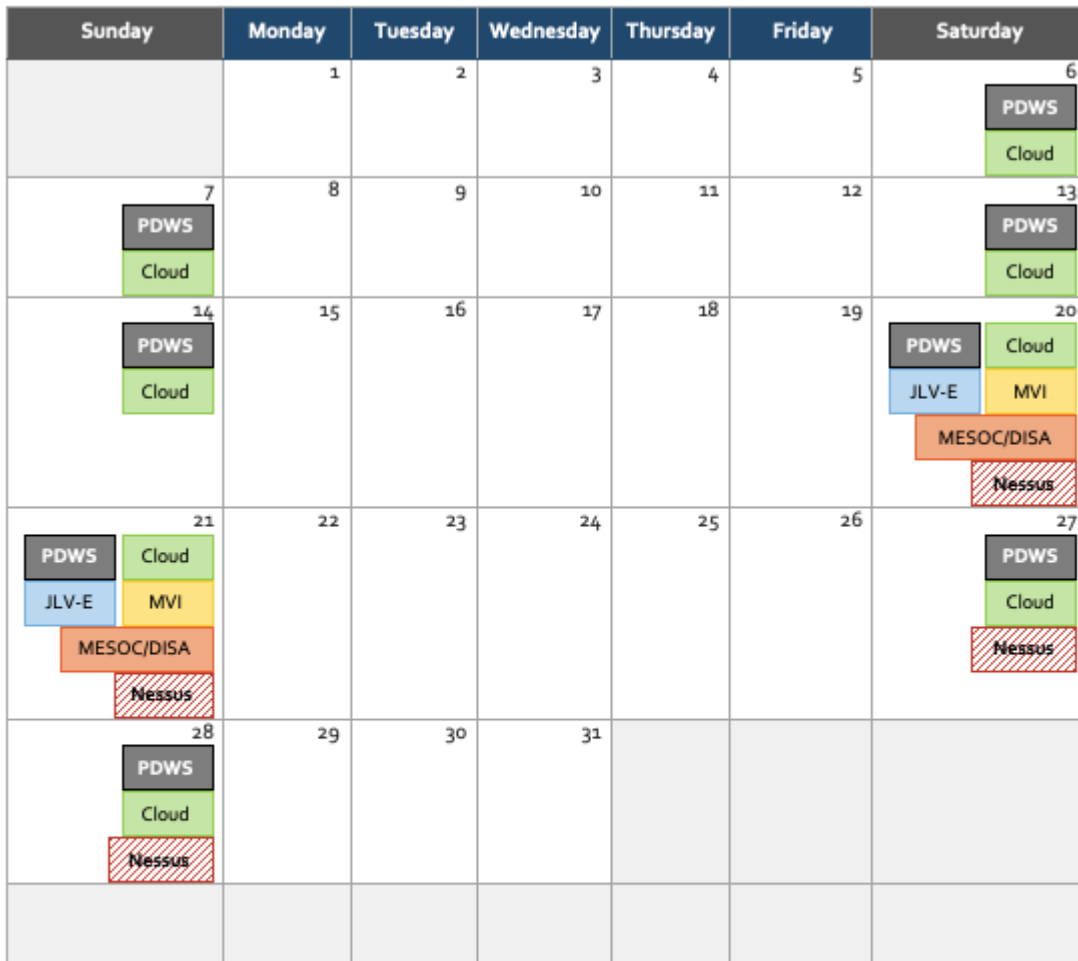 Sunday Monday Tuesday Wednesday Thursday Friday Saturday
1 2 3 4 5 6
PDWS
Cloud
7 8 9 10 11 12 13
PDWS PDWS
Cloud Cloud
14 15 16 17 18 19 20
PDWS PDWS Cloud
Cloud JLV-E MVI
MESOC/DISA
Nessus
21 22 23 24 25 26 27
PDWS Cloud PDWS
JLV-E MVI Cloud
MESOC/DISA Nessus
Nessus
28 29 30 31
PDWS
Cloud
Nessus